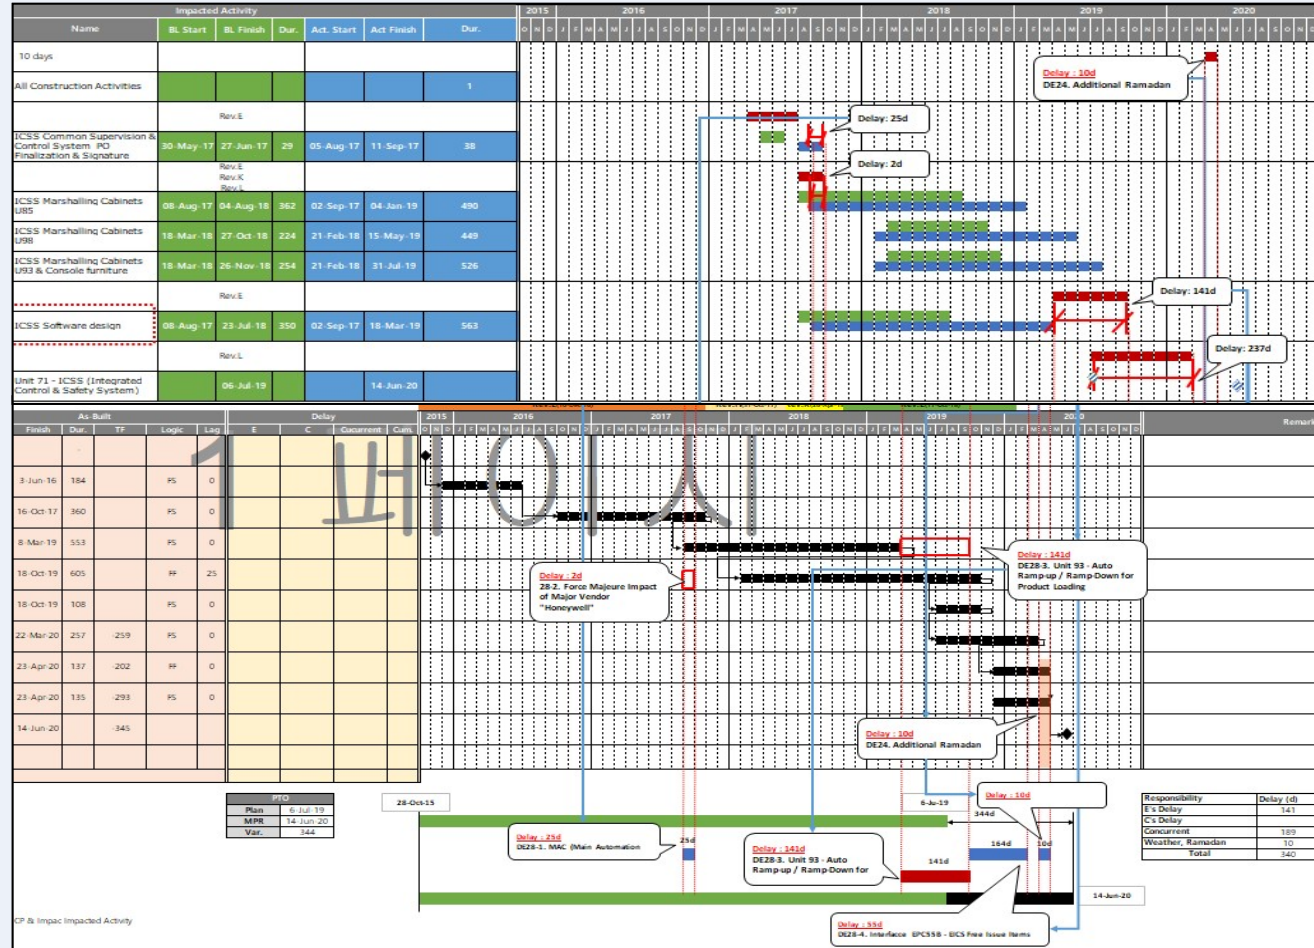 Impacted Activity
Name BL Start BL Finish Dur. Act. Start Act Finish Dur.
2015 2016 2017 2018 2019 2020
10 days
All Construction Activities 1
Rev.E
ICSS Common Supervision & Control System PO Finalization & Signature 30-May-17 27-Jun-17 29 05-Aug-17 11-Sep-17 38
Rev.E
Rev.K
Rev.L
ICSS Marshalling Cabinets U85 08-Aug-17 04-Aug-18 362 02-Sep-17 04-Jan-19 490
ICSS Marshalling Cabinets U98 18-Mar-18 27-Oct-18 224 21-Feb-18 15-May-19 449
ICSS Marshalling Cabinets U93 & Console furniture 18-Mar-18 26-Nov-18 254 21-Feb-18 31-Jul-19 526
Rev.E
ICSS Software design 08-Aug-17 23-Jul-18 350 02-Sep-17 18-Mar-19 563
Rev.L
Unit 71 - ICSS (Integrated Control & Safety System) 06-Jul-19 14-Jun-20
Delay : 10d
DE24. Additional Ramadan
Delay: 25d
Delay: 2d
Delay: 141d
Delay: 237d
As-Built Delay
Finish Dur. TF Logic Lag E C Cucurrent Cum.
2015 2016 2017 2018 2019 2020
Remark
3-Jun-16 184 FS 0
16-Oct-17 360 FS 0
8-Mar-19 553 FS 0
18-Oct-19 605 FF 25
18-Oct-19 108 FS 0
22-Mar-20 257 -259 FS 0
23-Apr-20 137 -202 FF 0
23-Apr-20 135 -293 FS 0
14-Jun-20 -345
1 페이지
Delay : 2d
28-2. Force Majeure Impact
of Major Vendor
"Honeywell"
Delay : 141d
DE28-3. Unit 93 - Auto
Ramp-up / Ramp-Down for
Product Loading
Delay : 10d
DE24. Additional Ramadan
PTO
Plan 6-Jul-19
MPR 14-Jun-20
Var. 344
28-Oct-15
344d
Delay : 10d
Delay : 25d
DE28-1. MAC (Main Automation
25d
Delay : 141d
DE28-3. Unit 93 - Auto
Ramp-up / Ramp-Down for
141d
164d
10d
14-Jun-20
Delay : 55d
DE28-4. Interfacce EPC55B - EICS Free Issue Items
Responsibility Delay (d)
E's Delay 141
C's Delay
Concurrent 189
Weather, Ramadan 10
Total 340
CP & Impac Impacted Activity